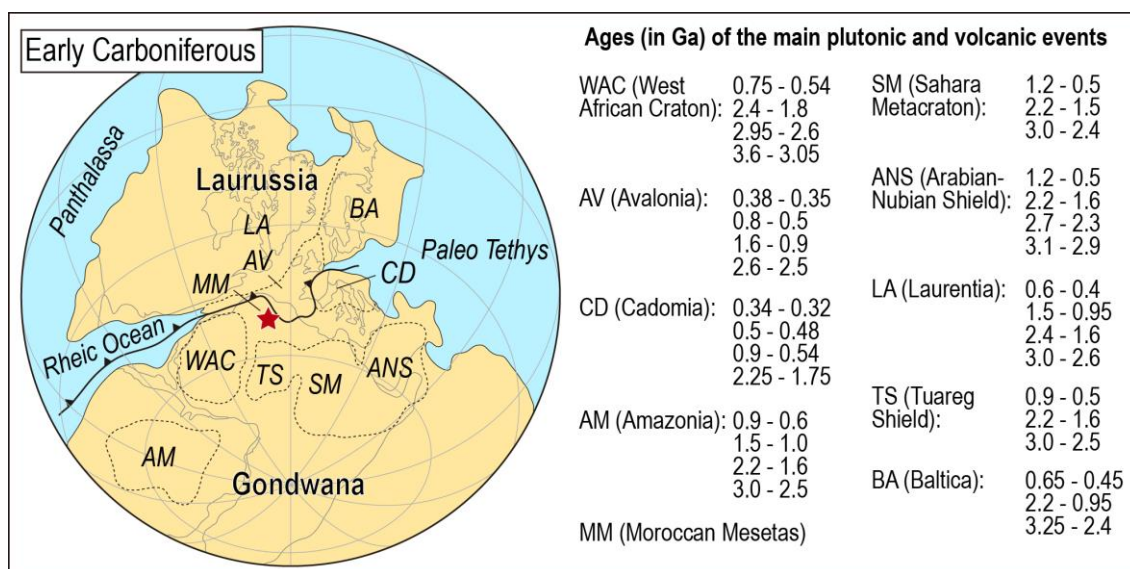 Early Carboniferous
Panthalassa
Laurussia
BA
LA
AV
Paleo Tethys
MM
CD
Rheic Ocean
WAC
TS
SM
ANS
AM
Gondwana
Ages (in Ga) of the main plutonic and volcanic events
WAC (West 0.75 - 0.54
African Craton): 2.4 - 1.8
2.95 - 2.6
3.6 - 3.05
AV (Avalonia): 0.38 - 0.35
0.8 - 0.5
1.6 - 0.9
2.6 - 2.5
CD (Cadomia): 0.34 - 0.32
0.5 - 0.48
0.9 - 0.54
2.25 - 1.75
AM (Amazonia): 0.9 - 0.6
1.5 - 1.0
2.2 - 1.6
3.0 - 2.5
MM (Moroccan Mesetas)
SM (Sahara 1.2 - 0.5
Metacraton): 2.2 - 1.5
3.0 - 2.4
ANS (Arabian- 1.2 - 0.5
Nubian Shield): 2.2 - 1.6
2.7 - 2.3
3.1 - 2.9
LA (Laurentia): 0.6 - 0.4
1.5 - 0.95
2.4 - 1.6
3.0 - 2.6
TS (Tuareg 0.9 - 0.5
Shield): 2.2 - 1.6
3.0 - 2.5
BA (Baltica): 0.65 - 0.45
2.2 - 0.95
3.25 - 2.4